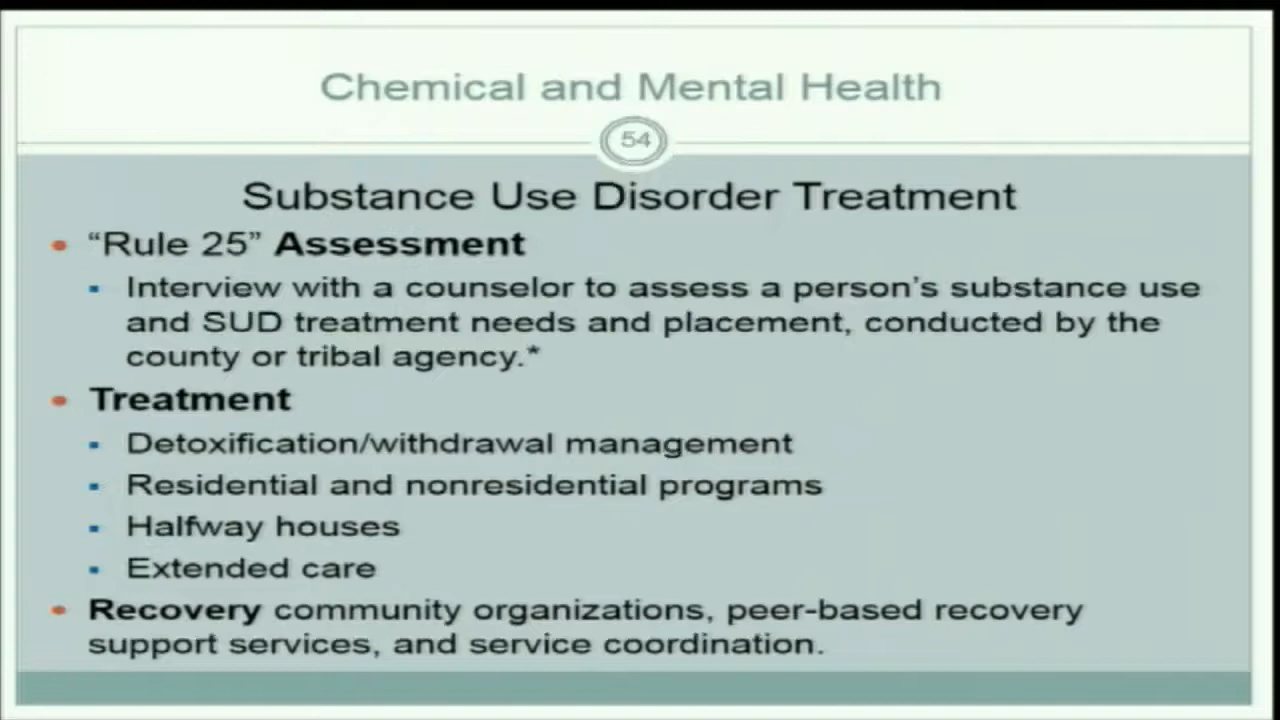 Chemical and Mental Health
54
Substance Use Disorder Treatment
• “Rule 25” Assessment
▪ Interview with a counselor to assess a person’s substance use
and SUD treatment needs and placement, conducted by the
county or tribal agency.*
• Treatment
▪ Detoxification/withdrawal management
▪ Residential and nonresidential programs
▪ Halfway houses
▪ Extended care
• Recovery community organizations, peer-based recovery
support services, and service coordination.